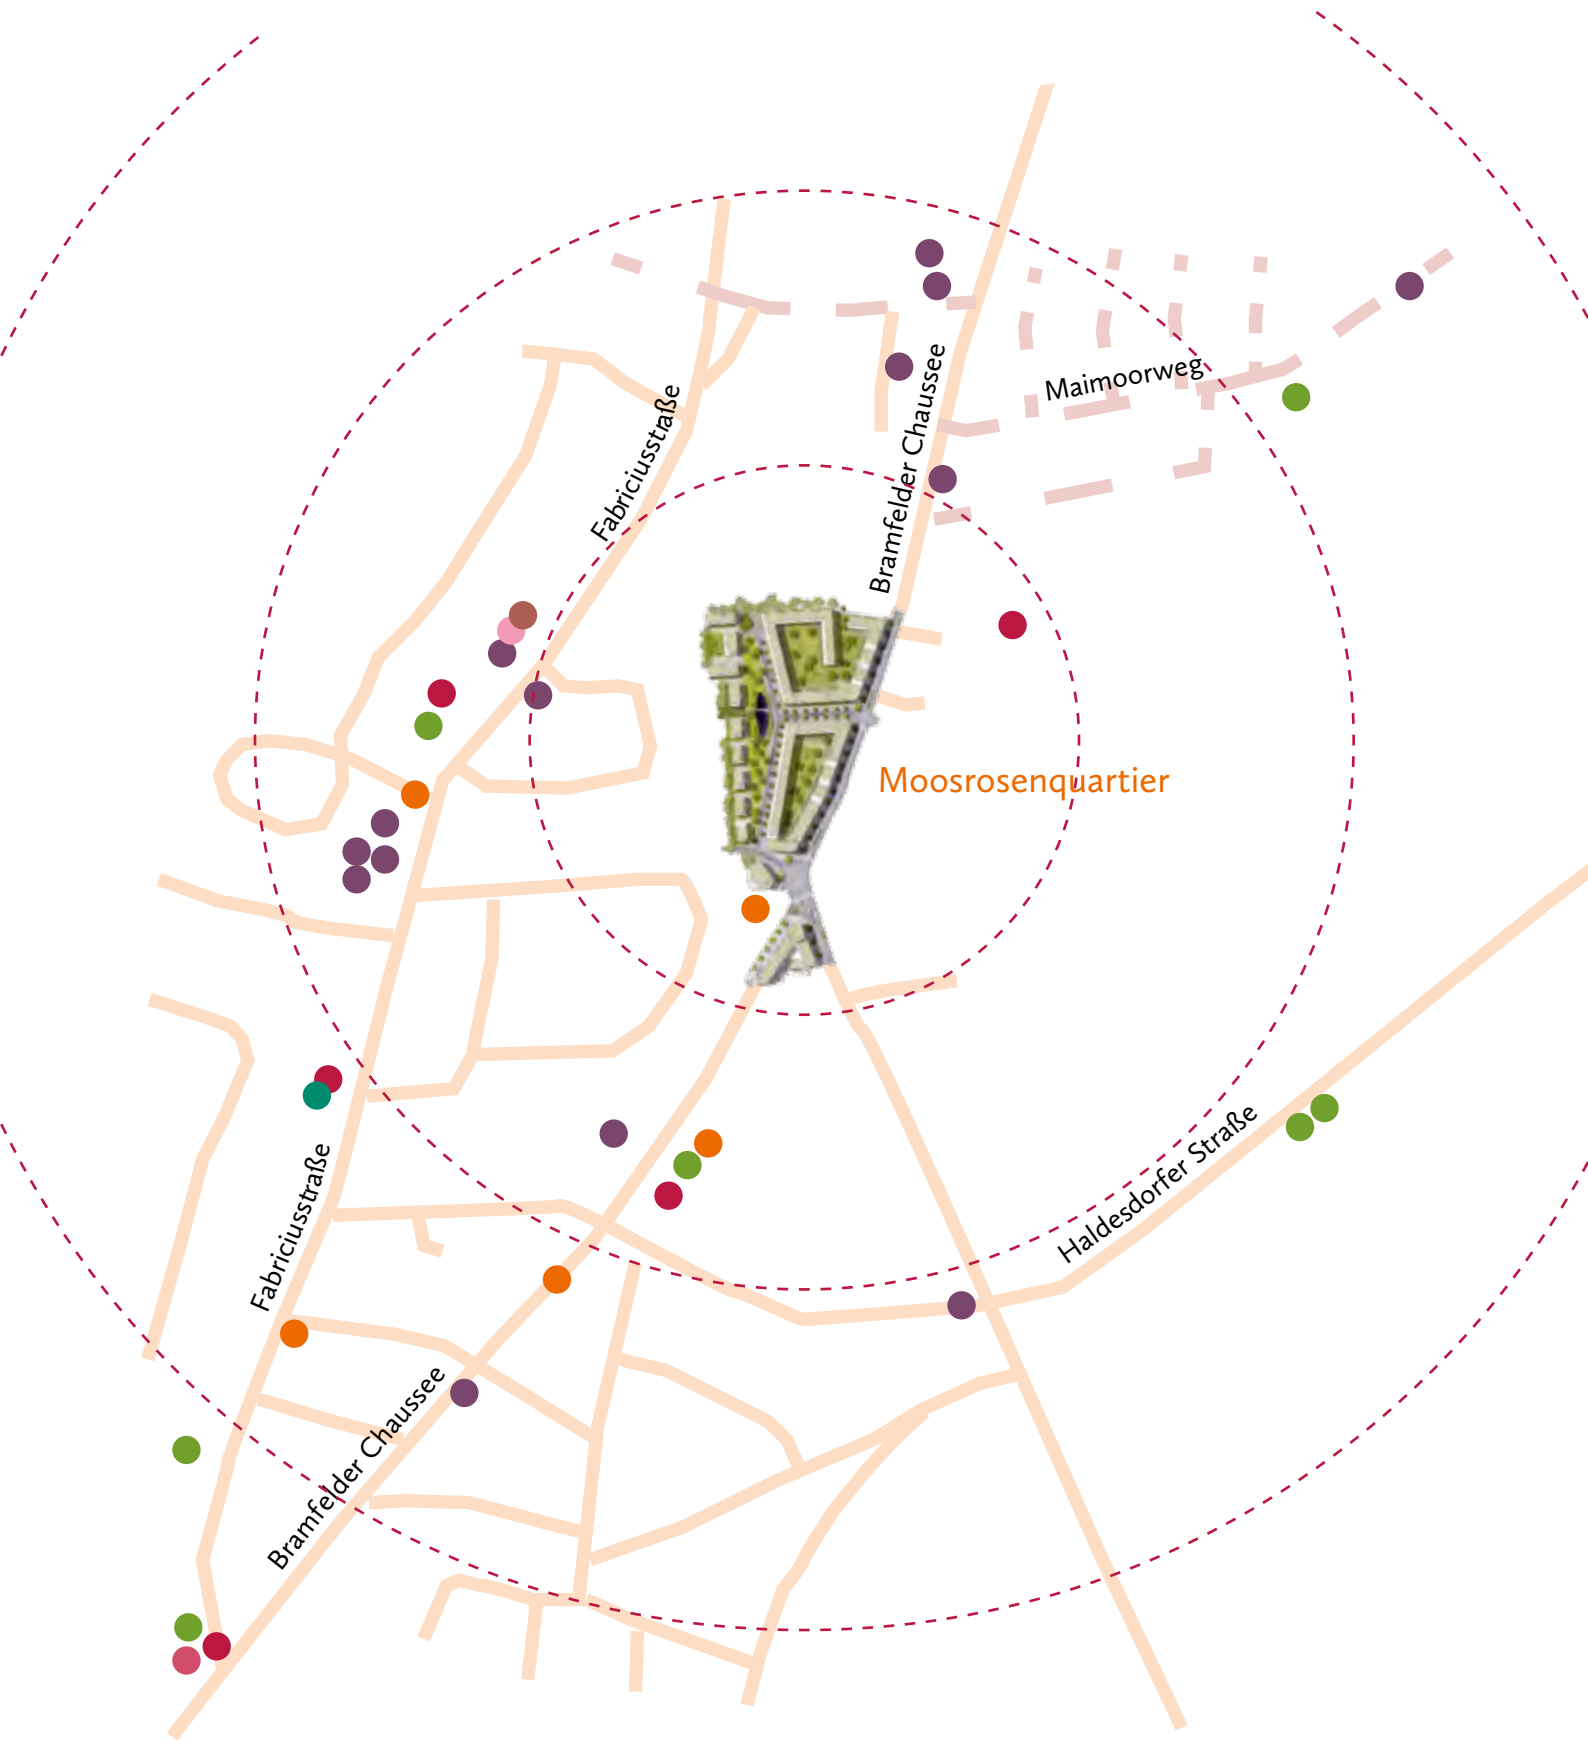 Maimoorweg
Fabriciusstraße
Bramfelder Chaussee
Moosrosenquartier
Haldesdorfer Straße
Fabriciusstraße
Bramfelder Chaussee